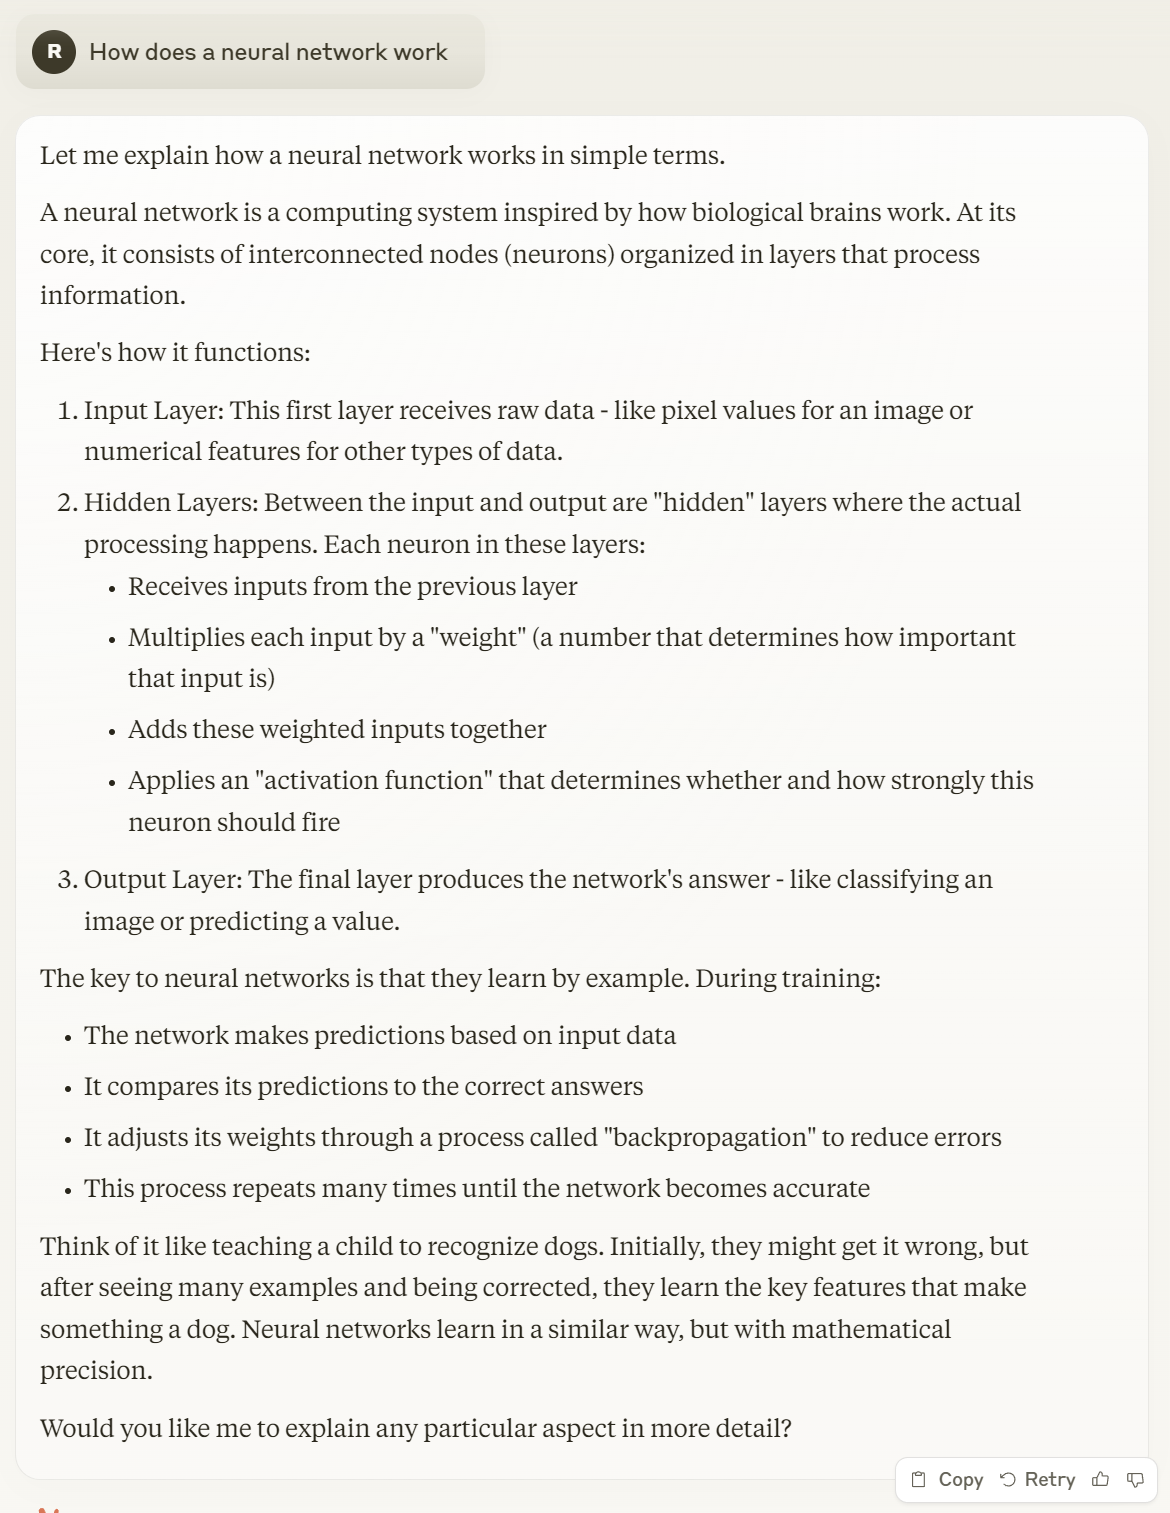 R How does a neural network work
Let me explain how a neural network works in simple terms.
A neural network is a computing system inspired by how biological brains work. At its
core, it consists of interconnected nodes (neurons) organized in layers that process
information.
Here's how it functions:
1. Input Layer: This first layer receives raw data - like pixel values for an image or
numerical features for other types of data.
2. Hidden Layers: Between the input and output are "hidden" layers where the actual
processing happens. Each neuron in these layers:
• Receives inputs from the previous layer
• Multiplies each input by a "weight" (a number that determines how important
that input is)
• Adds these weighted inputs together
• Applies an "activation function" that determines whether and how strongly this
neuron should fire
3. Output Layer: The final layer produces the network's answer - like classifying an
image or predicting a value.
The key to neural networks is that they learn by example. During training:
• The network makes predictions based on input data
• It compares its predictions to the correct answers
• It adjusts its weights through a process called "backpropagation" to reduce errors
• This process repeats many times until the network becomes accurate
Think of it like teaching a child to recognize dogs. Initially, they might get it wrong, but
after seeing many examples and being corrected, they learn the key features that make
something a dog. Neural networks learn in a similar way, but with mathematical
precision.
Would you like me to explain any particular aspect in more detail?
Copy Retry